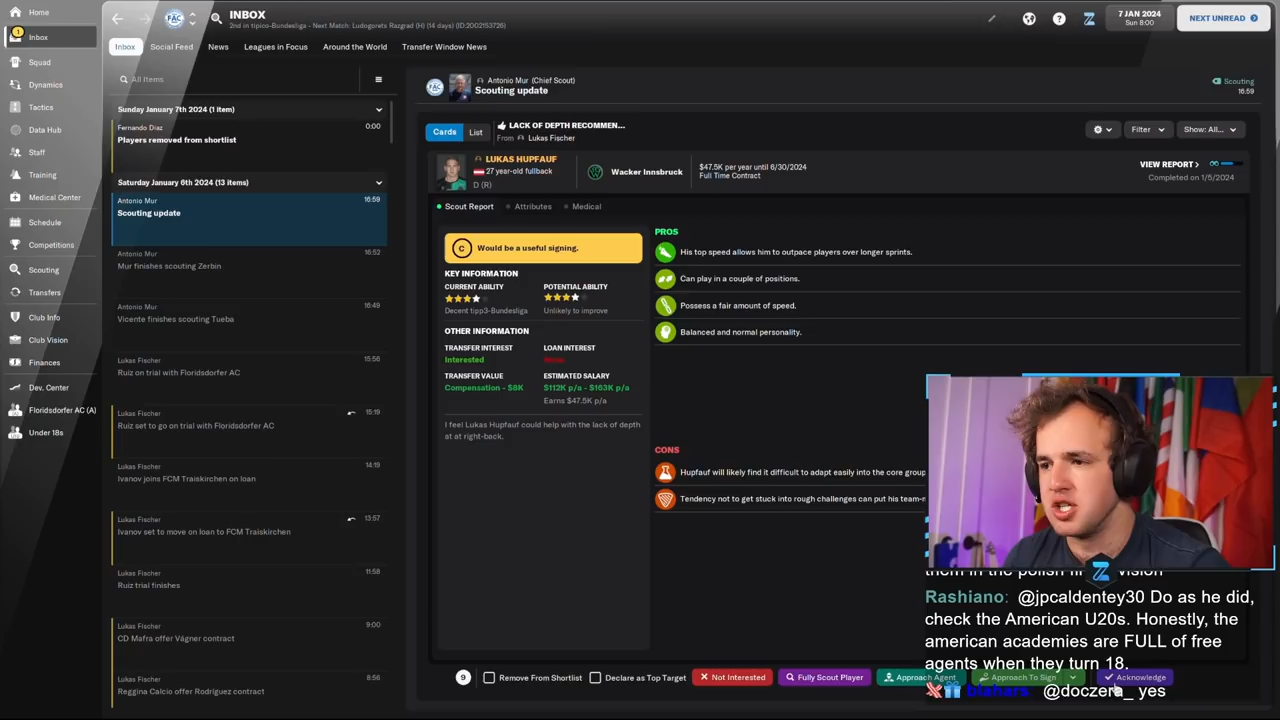 Home
1
Inbox
Squad
Dynamics
Tactics
Data Hub
Staff
Training
Medical Center
Schedule
Competitions
Scouting
Transfers
Club Info
Club Vision
Finances
Dev. Center
Floridsdorfer AC (A)
Under 18s
FAC
INBOX
2nd in tipico-Bundesliga - Next Match: Ludogorets Razgrad (H) (14 days) (ID:2002153726)
7 JAN 2024
Sun 8:00
NEXT UNREAD
Inbox
Social Feed
News
Leagues in Focus
Around the World
Transfer Window News
All Items
Sunday January 7th 2024 (1 item)
Fernando Díaz
0:00
Players removed from shortlist
Saturday January 6th 2024 (13 items)
Antonio Mur
16:59
Scouting update
Antonio Mur
16:52
Mur finishes scouting Zerbin
Antonio Mur
16:49
Vicente finishes scouting Tueba
Lukas Fischer
15:56
Ruiz on trial with Floridsdorfer AC
Lukas Fischer
15:19
Ruiz set to go on trial with Floridsdorfer AC
Lukas Fischer
14:19
Ivanov joins FCM Traiskirchen on loan
Lukas Fischer
13:57
Ivanov set to move on loan to FCM Traiskirchen
Lukas Fischer
11:58
Ruiz trial finishes
Lukas Fischer
9:00
CD Mafra offer Vágner contract
Lukas Fischer
8:56
Reggina Calcio offer Rodríguez contract
FAC
Antonio Mur (Chief Scout)
Scouting update
Scouting
16:59
Cards
List
LACK OF DEPTH RECOMMEN...
From Lukas Fischer
Filter
Show: All...
LUKAS HUPFAUF
27 year-old fullback
D (R)
Wacker Innsbruck
$47.5K per year until 6/30/2024
Full Time Contract
VIEW REPORT >
Completed on 1/5/2024
Scout Report
Attributes
Medical
C
Would be a useful signing.
KEY INFORMATION
CURRENT ABILITY
POTENTIAL ABILITY
Decent tipp3-Bundesliga
Unlikely to improve
OTHER INFORMATION
TRANSFER INTEREST
LOAN INTEREST
Interested
None
TRANSFER VALUE
ESTIMATED SALARY
Compensation - $8K
$112K p/a - $163K p/a
Earns $47.5K p/a
I feel Lukas Hupfauf could help with the lack of depth
at at right-back.
PROS
His top speed allows him to outpace players over longer sprints.
Can play in a couple of positions.
Possess a fair amount of speed.
Balanced and normal personality.
CONS
Hupfauf will likely find it difficult to adapt easily into the core group
Tendency not to get stuck into rough challenges can put his team-
9
Remove From Shortlist
Declare as Top Target
Not Interested
Fully Scout Player
Approach Agent
Approach To Sign
Acknowledge
Rashiano: @jpcaldentey30 Do as he did,
check the American U20s. Honestly, the
american academies are FULL of free
agents when they turn 18.
blahars @doczera_ yes